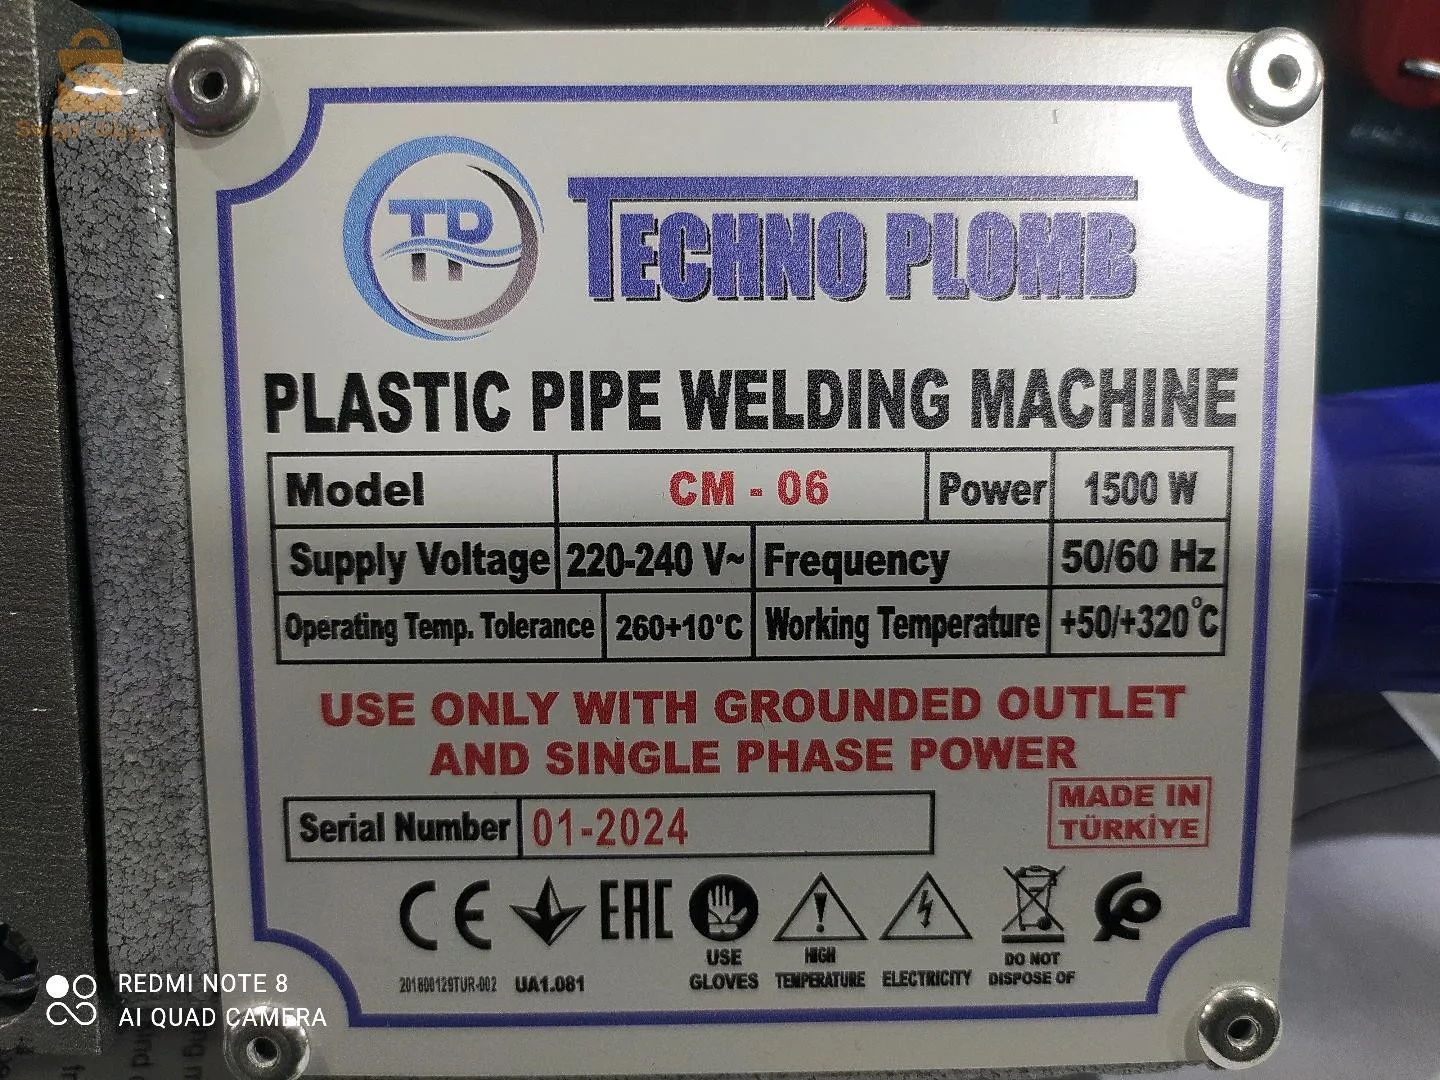 TP
TECHNO PLOMB
PLASTIC PIPE WELDING MACHINE
Model CM - 06 Power 1500 W
Supply Voltage 220-240 V~ Frequency 50/60 Hz
Operating Temp. Tolerance 260+10°C Working Temperature +50/+320°C
USE ONLY WITH GROUNDED OUTLET
AND SINGLE PHASE POWER
Serial Number 01-2024
MADE IN
TÜRKİYE
CE EAC
USE
GLOVES
HIGH
TEMPERATURE
ELECTRICITY
DO NOT
DISPOSE OF
201800129TUR-002 UA1.081
REDMI NOTE 8
AI QUAD CAMERA